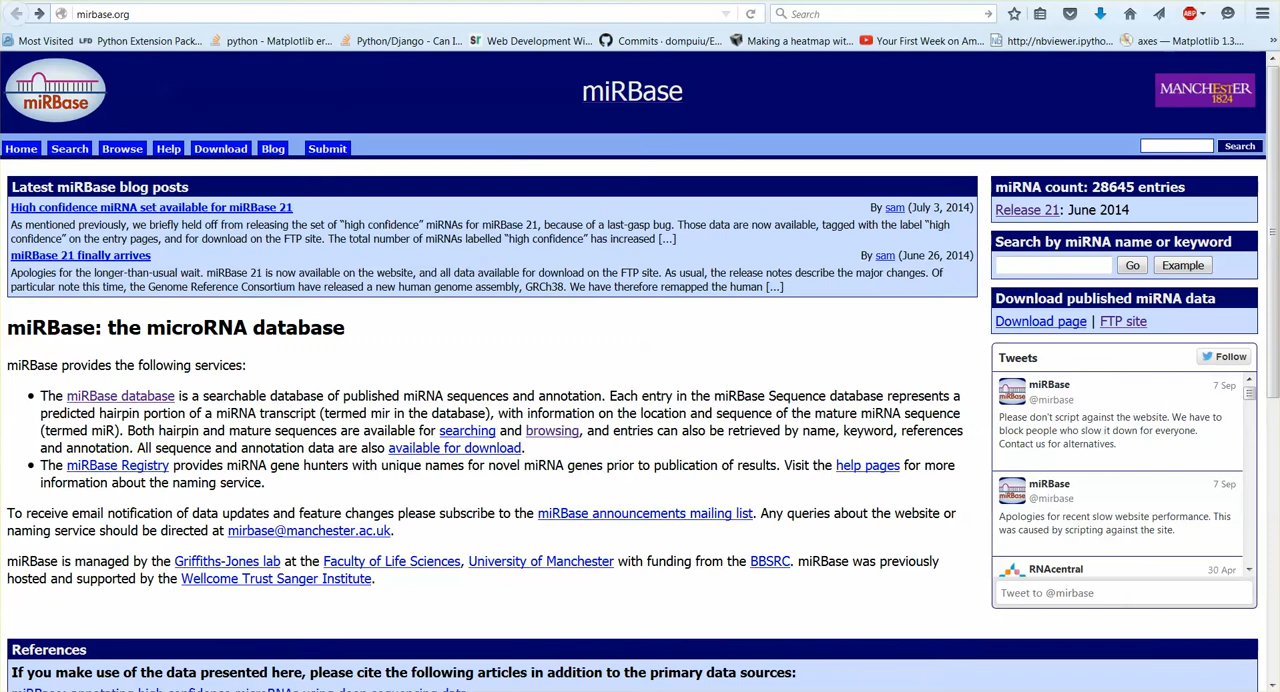 mirbase.org
Search
ABP
Most Visited
LFD Python Extension Pack...
python - Matplotlib er...
Python/Django - Can I...
Web Development Wi...
Commits · dompuiu/E...
Making a heatmap wit...
Your First Week on Am...
http://nbviewer.ipytho...
axes — Matplotlib 1.3....
miRBase
miRBase
MANCHESTER
1824
Home Search Browse Help Download Blog Submit
Search
Latest miRBase blog posts
High confidence miRNA set available for miRBase 21
By sam (July 3, 2014)
As mentioned previously, we briefly held off from releasing the set of “high confidence” miRNAs for miRBase 21, because of a last-gasp bug. Those data are now available, tagged with the label “high
confidence” on the entry pages, and for download on the FTP site. The total number of miRNAs labelled “high confidence” has increased [...]
miRBase 21 finally arrives
By sam (June 26, 2014)
Apologies for the longer-than-usual wait. miRBase 21 is now available on the website, and all data available for download on the FTP site. As usual, the release notes describe the major changes. Of
particular note this time, the Genome Reference Consortium have released a new human genome assembly, GRCh38. We have therefore remapped the human [...]
miRBase: the microRNA database
miRBase provides the following services:
• The miRBase database is a searchable database of published miRNA sequences and annotation. Each entry in the miRBase Sequence database represents a
predicted hairpin portion of a miRNA transcript (termed mir in the database), with information on the location and sequence of the mature miRNA sequence
(termed miR). Both hairpin and mature sequences are available for searching and browsing, and entries can also be retrieved by name, keyword, references
and annotation. All sequence and annotation data are also available for download.
• The miRBase Registry provides miRNA gene hunters with unique names for novel miRNA genes prior to publication of results. Visit the help pages for more
information about the naming service.
To receive email notification of data updates and feature changes please subscribe to the miRBase announcements mailing list. Any queries about the website or
naming service should be directed at mirbase@manchester.ac.uk.
miRBase is managed by the Griffiths-Jones lab at the Faculty of Life Sciences, University of Manchester with funding from the BBSRC. miRBase was previously
hosted and supported by the Wellcome Trust Sanger Institute.
miRNA count: 28645 entries
Release 21: June 2014
Search by miRNA name or keyword
Go Example
Download published miRNA data
Download page | FTP site
Tweets
Follow
miRBase
7 Sep
@mirbase
Please don't script against the website. We have to
block people who slow it down for everyone.
Contact us for alternatives.
miRBase
7 Sep
@mirbase
Apologies for recent slow website performance. This
was caused by scripting against the site.
RNAcentral
30 Apr
Tweet to @mirbase
References
If you make use of the data presented here, please cite the following articles in addition to the primary data sources:
miRBase: annotating high confidence microRNAs using deep sequencing data